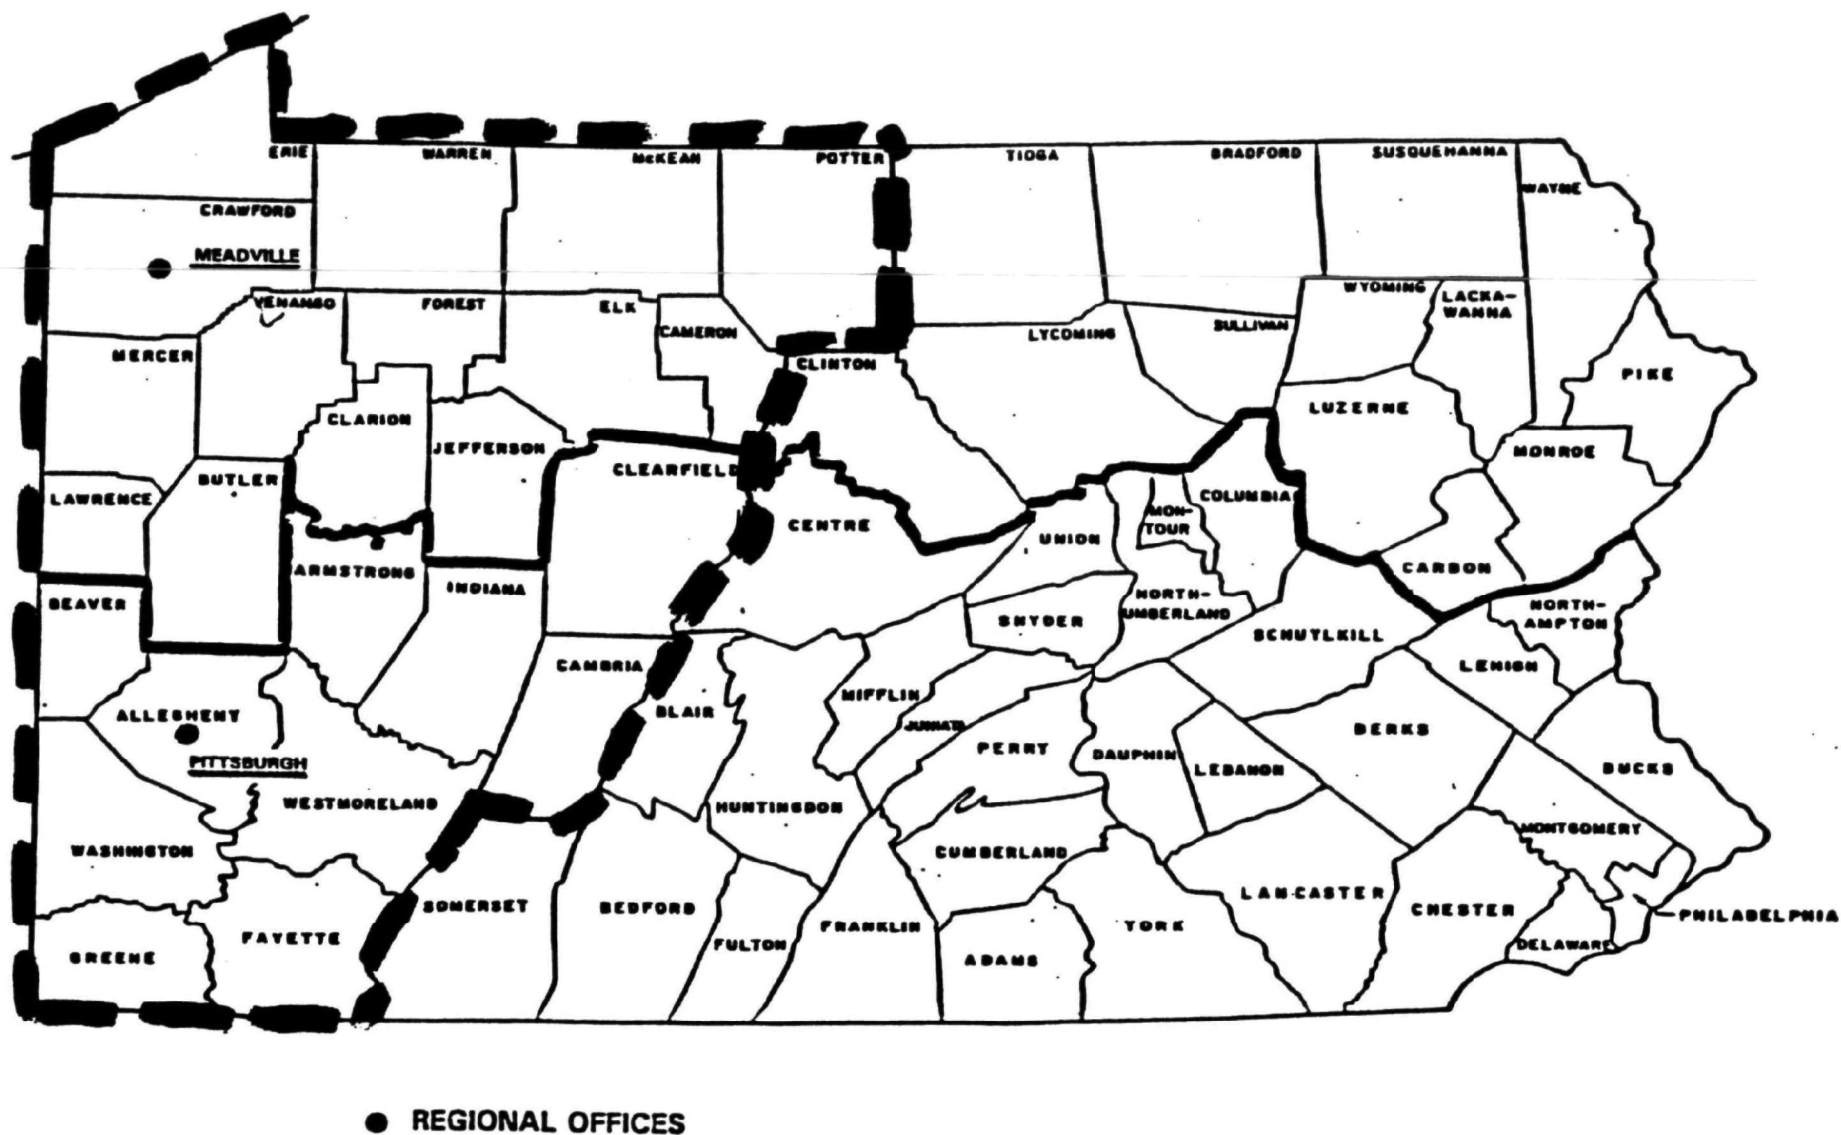 ERIE
WARREN
McKEAN
POTTER
TIOGA
BRADFORD
SUSQUEHANNA
WAYNE
CRAWFORD
MEADVILLE
VENANGO
FOREST
ELK
CAMERON
CLINTON
LYCOMING
SULLIVAN
WYOMING
LACKA-
WANNA
PIKE
MERCER
CLARION
JEFFERSON
CLEARFIELD
LUZERNE
MONROE
LAWRENCE
BUTLER
CENTRE
UNION
MON-
TOUR
COLUMBIA
CARBON
ARMSTRONG
INDIANA
BEAVER
SNYDER
NORTH-
UMBERLAND
SCHUYLKILL
NORTH-
AMPTON
LEHIGH
CAMBRIA
BLAIR
MIFFLIN
JUNIATA
PERRY
DAUPHIN
LEBANON
BERKS
BUCKS
ALLEGHENY
PITTSBURGH
WESTMORELAND
HUNTINGDON
CUMBERLAND
MONTGOMERY
WASHINGTON
SOMERSET
BEDFORD
FULTON
FRANKLIN
ADAMS
YORK
LANCASTER
CHESTER
DELAWARE
PHILADELPHIA
GREENE
FAYETTE
● REGIONAL OFFICES